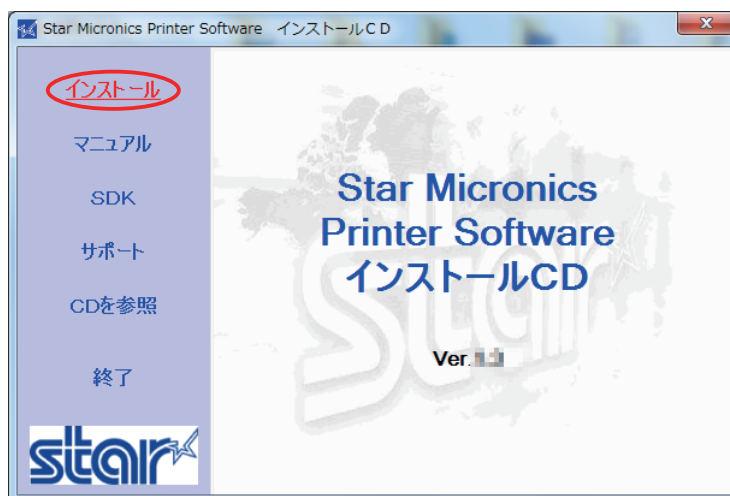 Star Micronics Printer Software インストールCD
インストール
マニュアル
SDK
サポート
CDを参照
終了
star
Star Micronics
Printer Software
インストールCD
Ver.
star